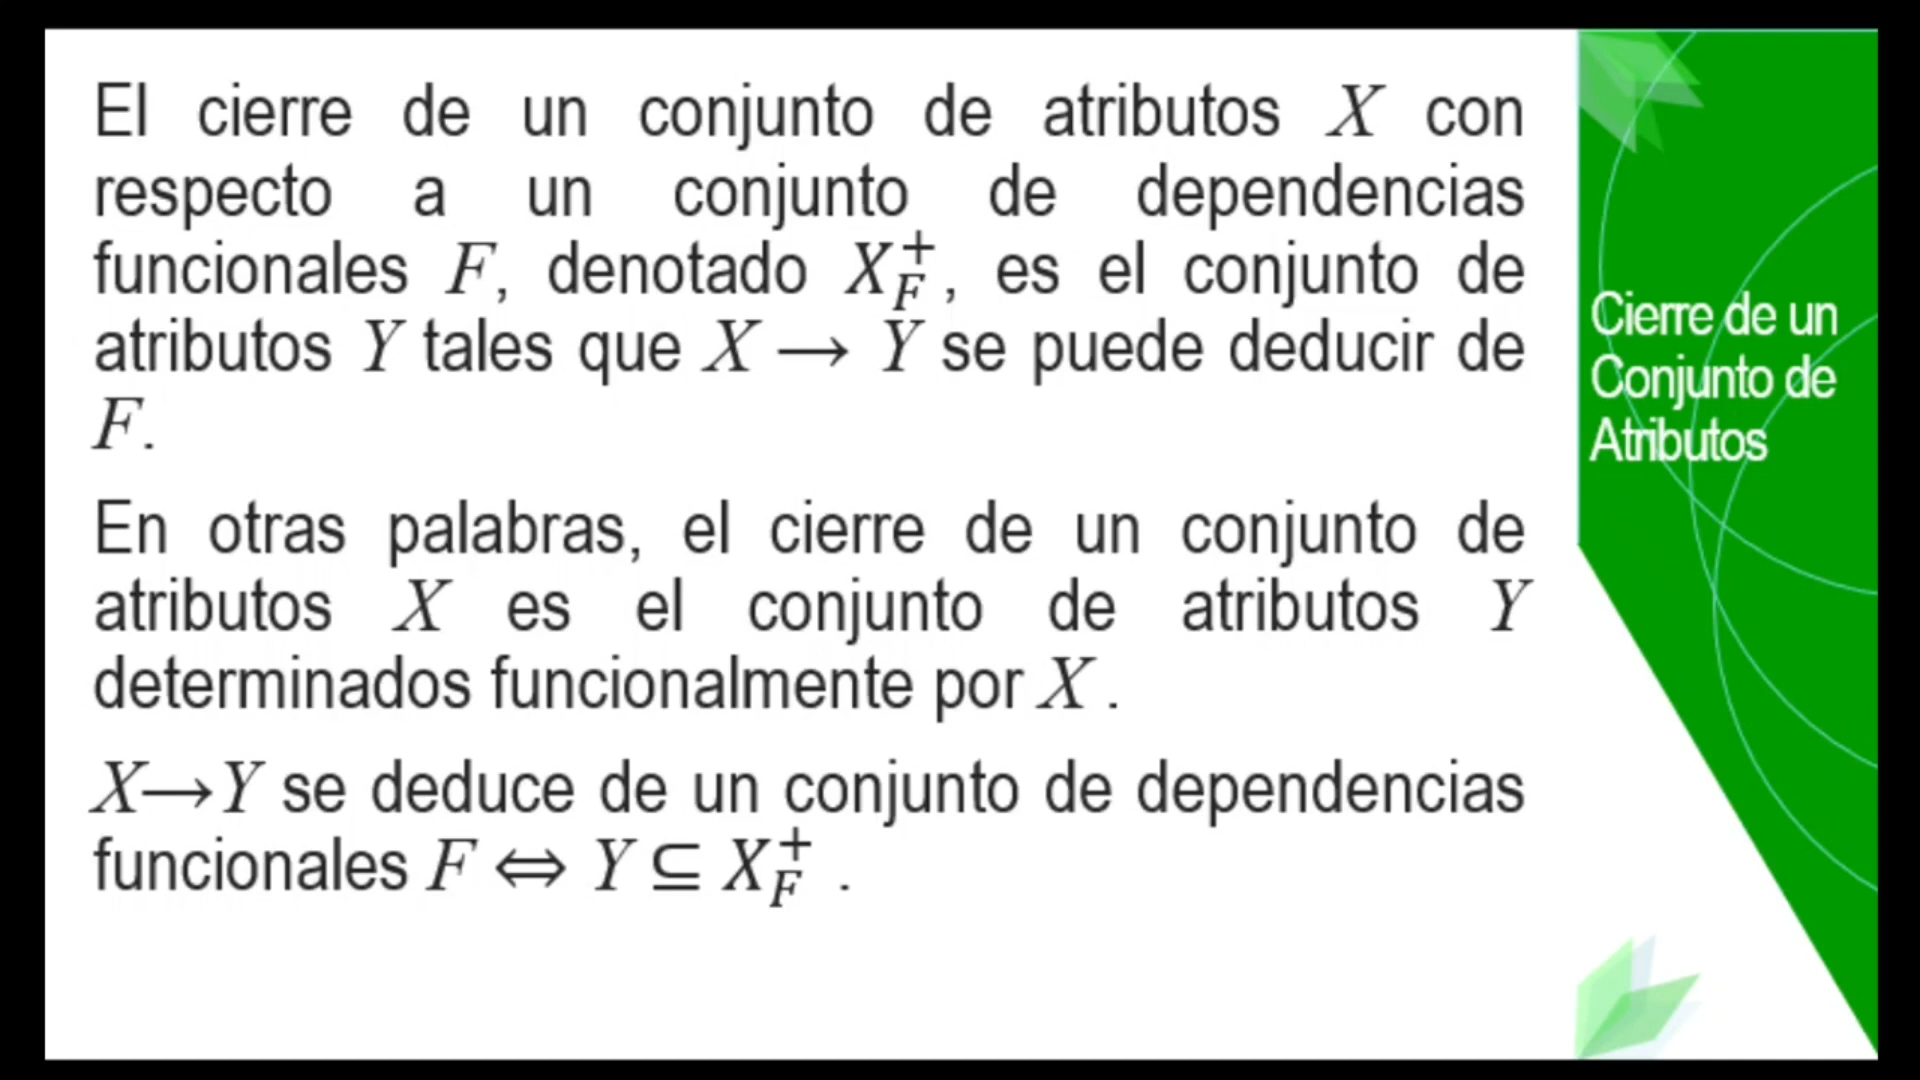 El cierre de un conjunto de atributos X con
respecto a un conjunto de dependencias
funcionales F, denotado X_F^+, es el conjunto de
atributos Y tales que X → Y se puede deducir de
F.
En otras palabras, el cierre de un conjunto de
atributos X es el conjunto de atributos Y
determinados funcionalmente por X .
X→Y se deduce de un conjunto de dependencias
funcionales F ⇔ Y ⊆ X_F^+ .
Cierre de un
Conjunto de
Atributos